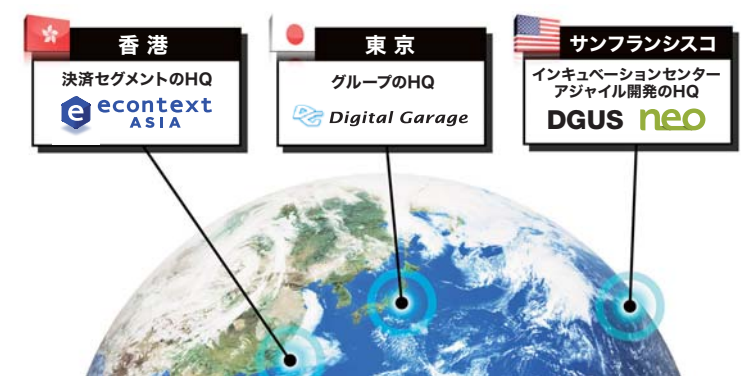 香港
決済セグメントのHQ
e econtext
ASIA
東京
グループのHQ
DG Digital Garage
サンフランシスコ
インキュベーションセンター
アジャイル開発のHQ
DGUS neo